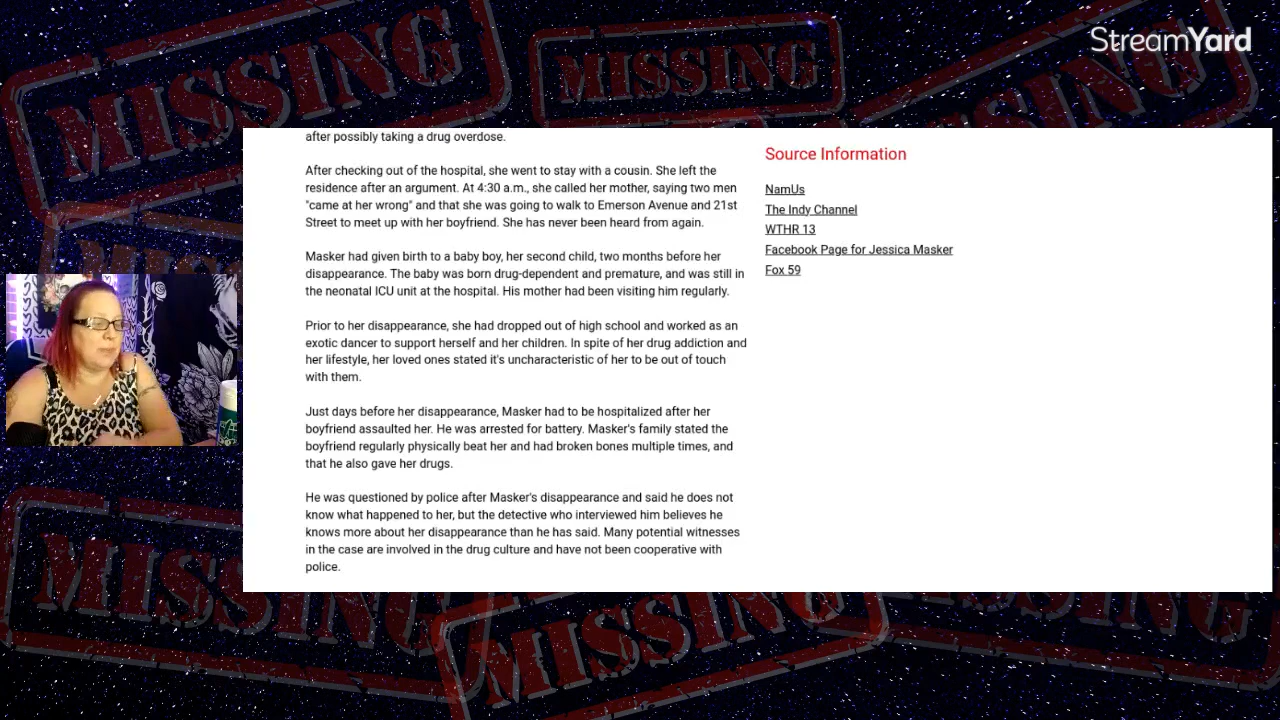 StreamYard
MISSING
MISSING
MISSING
after possibly taking a drug overdose.
After checking out of the hospital, she went to stay with a cousin. She left the
residence after an argument. At 4:30 a.m., she called her mother, saying two men
"came at her wrong" and that she was going to walk to Emerson Avenue and 21st
Street to meet up with her boyfriend. She has never been heard from again.
Masker had given birth to a baby boy, her second child, two months before her
disappearance. The baby was born drug-dependent and premature, and was still in
the neonatal ICU unit at the hospital. His mother had been visiting him regularly.
Prior to her disappearance, she had dropped out of high school and worked as an
exotic dancer to support herself and her children. In spite of her drug addiction and
her lifestyle, her loved ones stated it's uncharacteristic of her to be out of touch
with them.
Just days before her disappearance, Masker had to be hospitalized after her
boyfriend assaulted her. He was arrested for battery. Masker's family stated the
boyfriend regularly physically beat her and had broken bones multiple times, and
that he also gave her drugs.
He was questioned by police after Masker's disappearance and said he does not
know what happened to her, but the detective who interviewed him believes he
knows more about her disappearance than he has said. Many potential witnesses
in the case are involved in the drug culture and have not been cooperative with
police.
Source Information
NamUs
The Indy Channel
WTHR 13
Facebook Page for Jessica Masker
Fox 59
MISSING
MISSING
MISSING